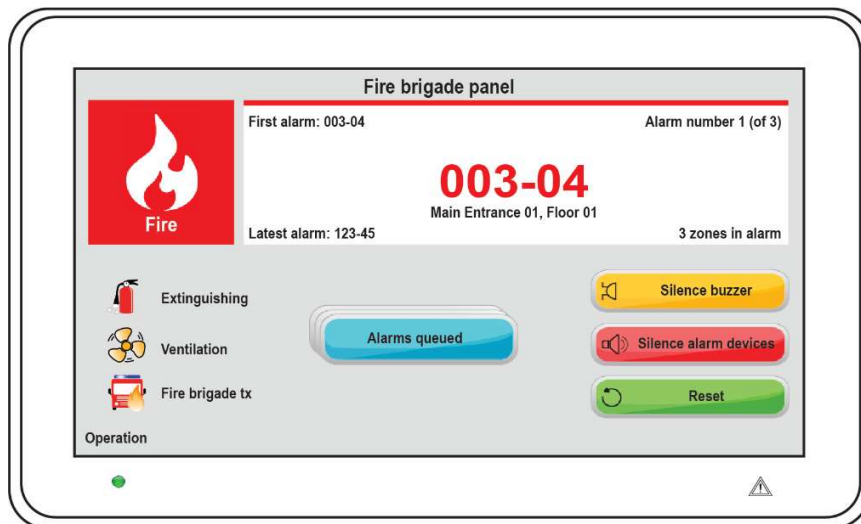 Fire brigade panel
First alarm: 003-04
Alarm number 1 (of 3)
003-04
Main Entrance 01, Floor 01
Fire
Latest alarm: 123-45
3 zones in alarm
Extinguishing
Silence buzzer
Ventilation
Alarms queued
Silence alarm devices
Fire brigade tx
Reset
Operation